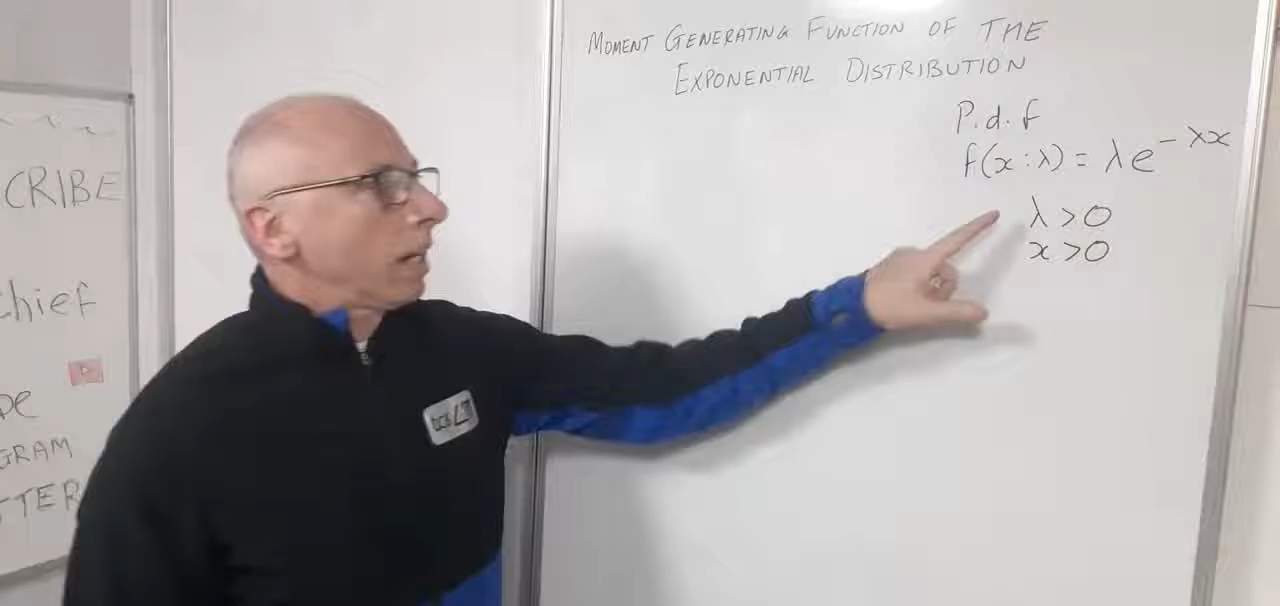 MOMENT GENERATING FUNCTION OF THE
EXPONENTIAL DISTRIBUTION
P.d.f
f(x:λ) = λe^{-λx}
λ > 0
x > 0
CRIBE
chief
pe
GRAM
TTER